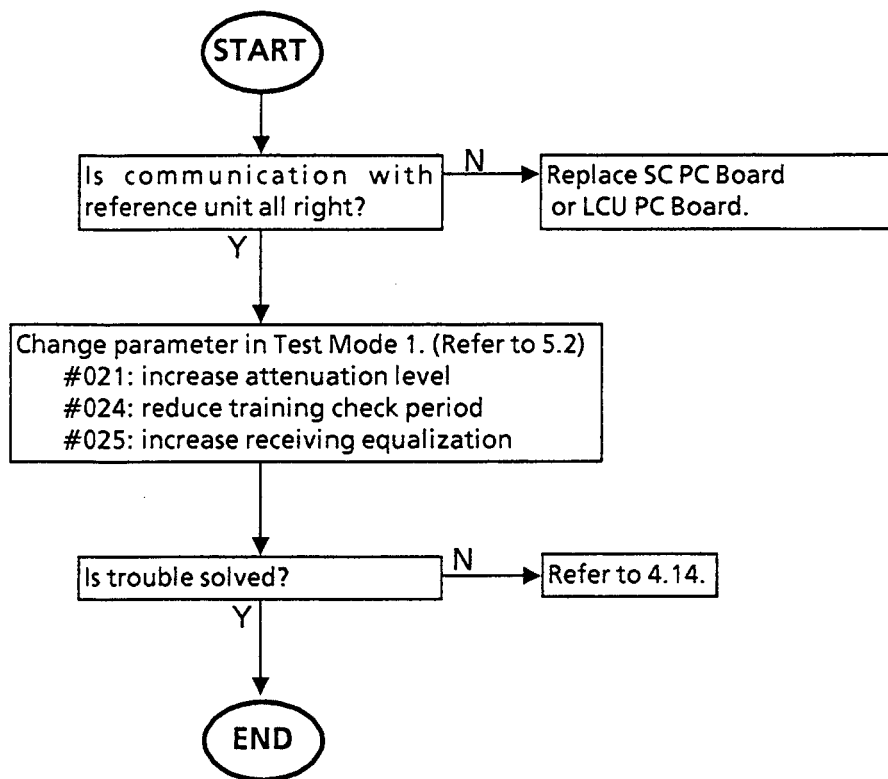 START
Is communication with
reference unit all right?
N
Replace SC PC Board
or LCU PC Board.
Y
Change parameter in Test Mode 1. (Refer to 5.2)
#021: increase attenuation level
#024: reduce training check period
#025: increase receiving equalization
Is trouble solved?
N
Refer to 4.14.
Y
END